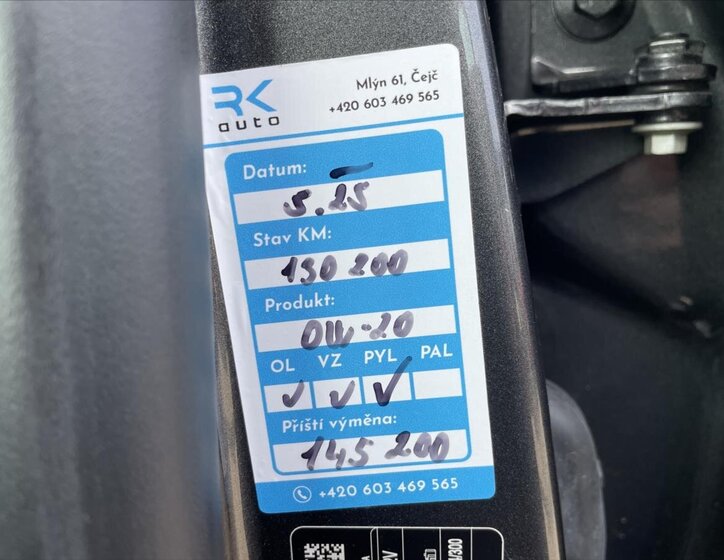 RK
auto
Mlýn 61, Čejč
+420 603 469 565
Datum:
5.25
Stav KM:
130 200
Produkt:
OW-20
OL VZ PYL PAL
✓ ✓ ✓
Příští výměna:
145 200
+420 603 469 565